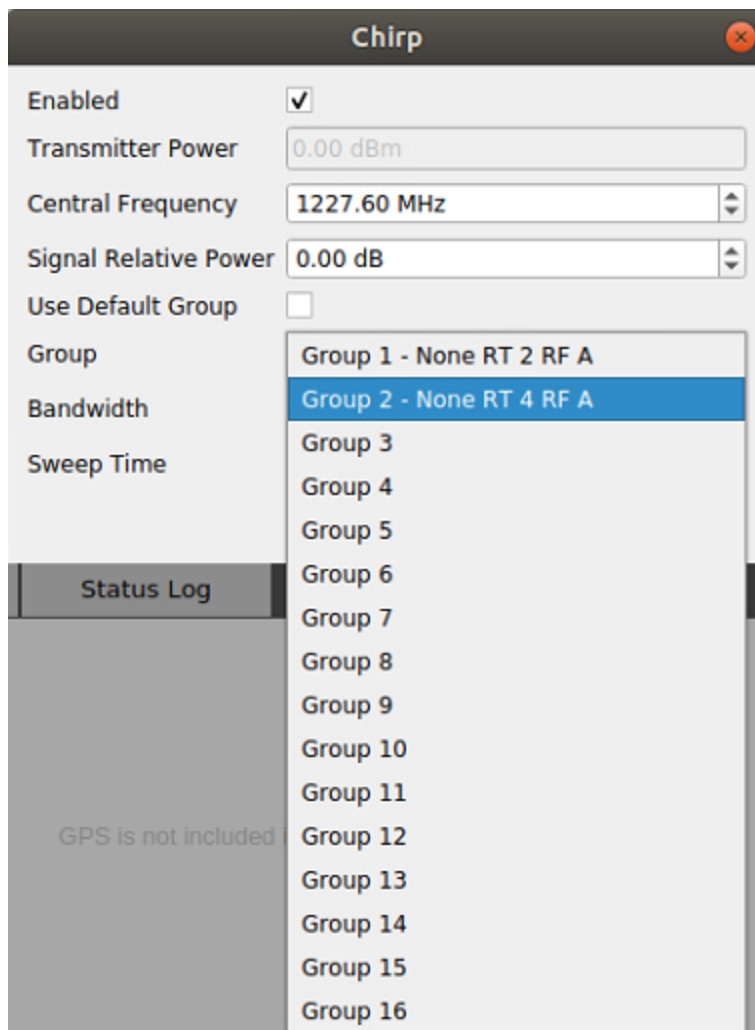 Chirp
Enabled
Transmitter Power 0.00 dBm
Central Frequency 1227.60 MHz
Signal Relative Power 0.00 dB
Use Default Group
Group Group 1 - None RT 2 RF A
Group 2 - None RT 4 RF A
Bandwidth
Group 3
Sweep Time
Group 4
Group 5
Group 6
Status Log
Group 7
Group 8
Group 9
Group 10
Group 11
GPS is not included
Group 12
Group 13
Group 14
Group 15
Group 16